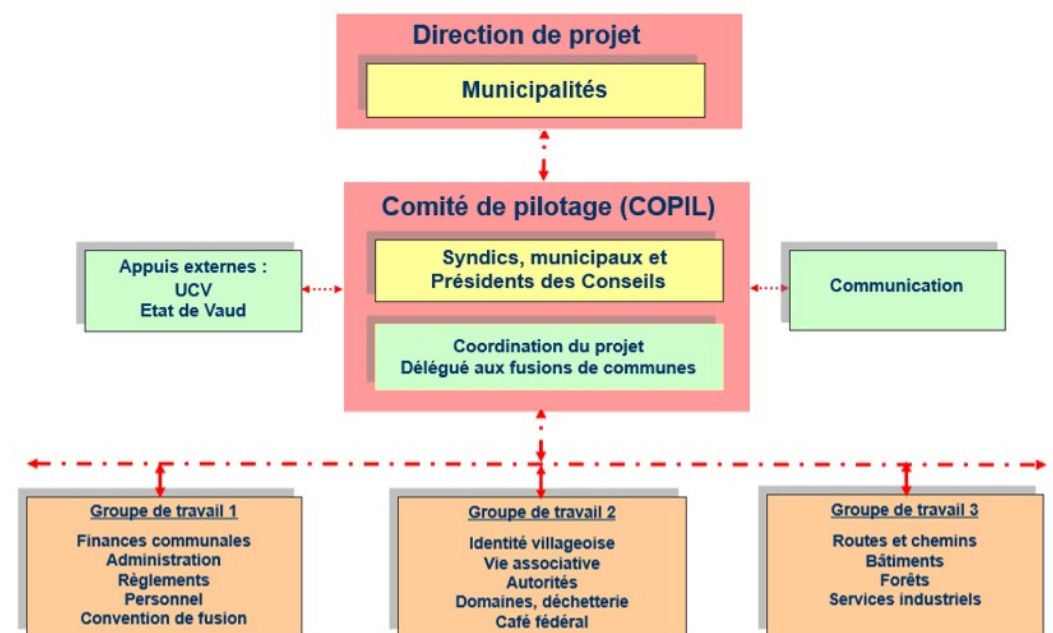 Direction de projet
Municipalités
Comité de pilotage (COPIL)
Syndics, municipaux et
Présidents des Conseils
Coordination du projet
Délégué aux fusions de communes
Appuis externes :
UCV
Etat de Vaud
Communication
Groupe de travail 1
Finances communales
Administration
Règlements
Personnel
Convention de fusion
Groupe de travail 2
Identité villageoise
Vie associative
Autorités
Domaines, déchetterie
Café fédéral
Groupe de travail 3
Routes et chemins
Bâtiments
Forêts
Services industriels